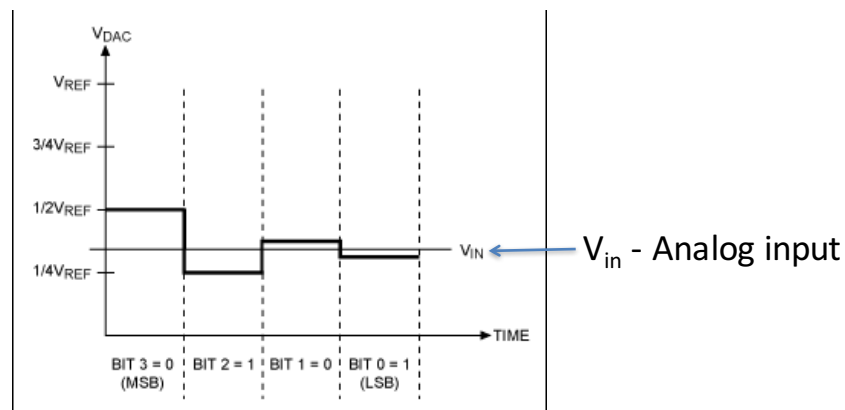 VDAC
VREF
3/4VREF
1/2VREF
VIN
Vin - Analog input
1/4VREF
TIME
BIT 3 = 0
(MSB)
BIT 2 = 1
BIT 1 = 0
BIT 0 = 1
(LSB)